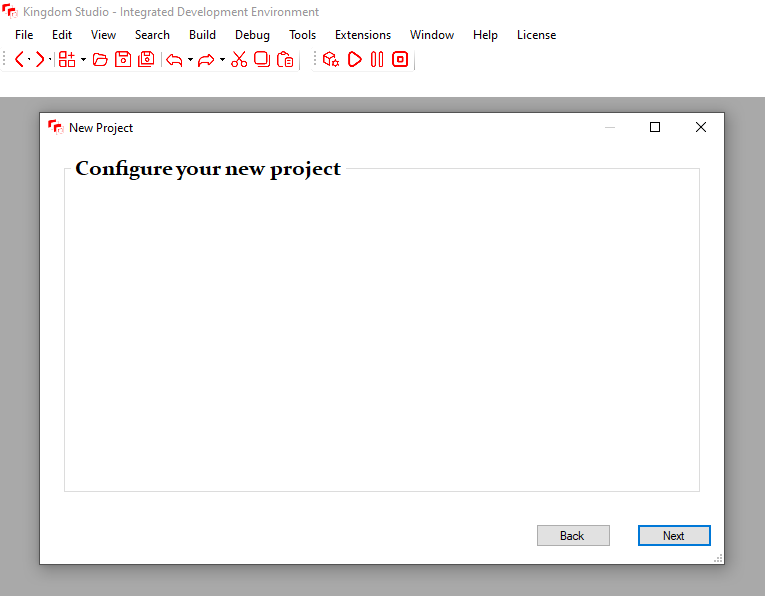 Kingdom Studio - Integrated Development Environment
File Edit View Search Build Debug Tools Extensions Window Help License
New Project
Configure your new project
Back Next